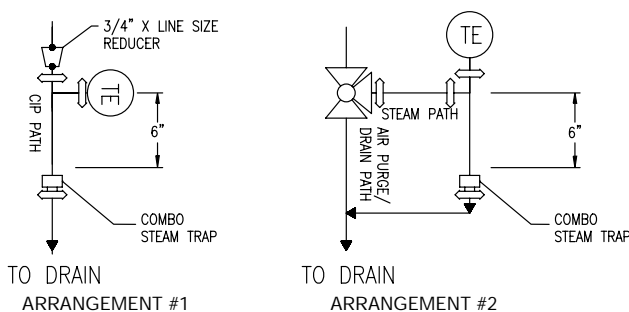 3/4" X LINE SIZE
REDUCER
TE
CIP PATH
6"
COMBO
STEAM TRAP
TO DRAIN
ARRANGEMENT #1
TE
STEAM PATH
AIR PURGE/
DRAIN PATH
6"
COMBO
STEAM TRAP
TO DRAIN
ARRANGEMENT #2